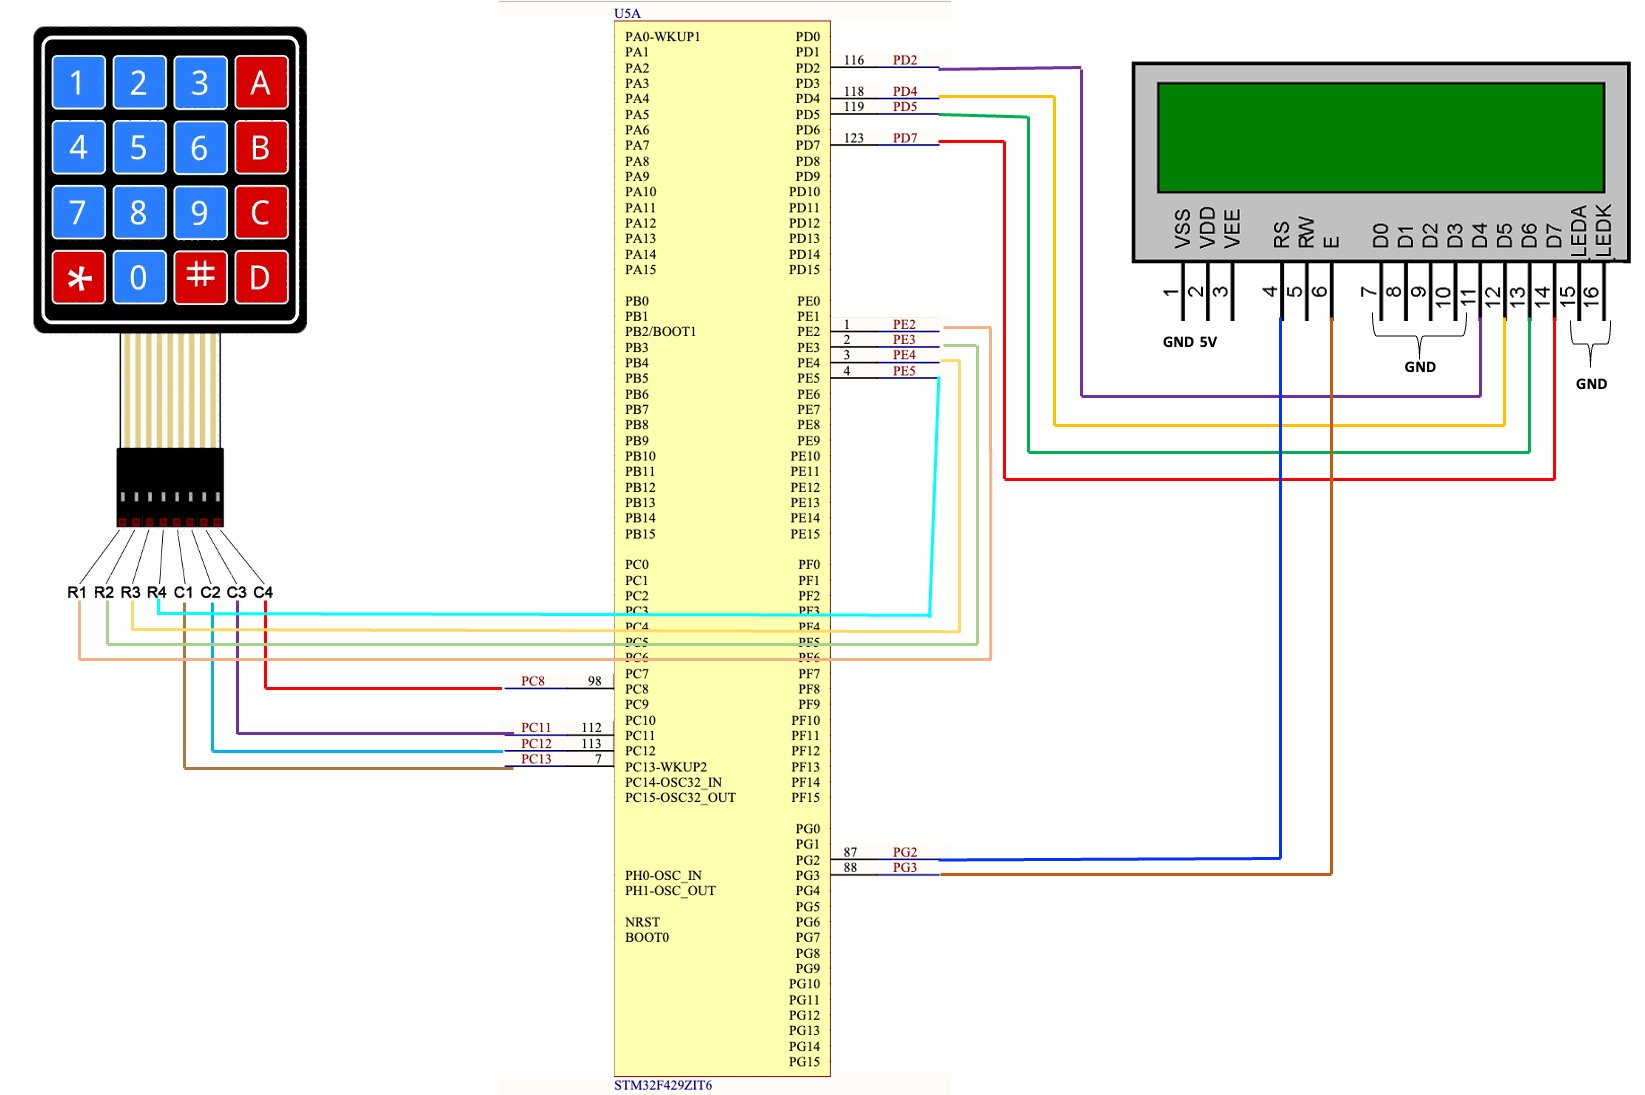 1 2 3 A
4 5 6 B
7 8 9 C
* 0 # D
R1 R2 R3 R4 C1 C2 C3 C4
U5A
PA0-WKUP1 PD0
PA1 PD1
PA2 PD2 116 PD2
PA3 PD3
PA4 PD4 118 PD4
PA5 PD5 119 PD5
PA6 PD6
PA7 PD7 123 PD7
PA8 PD8
PA9 PD9
PA10 PD10
PA11 PD11
PA12 PD12
PA13 PD13
PA14 PD14
PA15 PD15
PB0 PE0
PB1 PE1
PB2/BOOT1 PE2 1 PE2
PB3 PE3 2 PE3
PB4 PE4 3 PE4
PB5 PE5 4 PE5
PB6 PE6
PB7 PE7
PB8 PE8
PB9 PE9
PB10 PE10
PB11 PE11
PB12 PE12
PB13 PE13
PB14 PE14
PB15 PE15
PC0 PF0
PC1 PF1
PC2 PF2
PC3 PF3
PC4 PF4
PC5 PF5
PC6 PF6
PC7 PF7
PC8 98 PC8 PF8
PC9 PF9
PC10 PF10
PC11 112 PC11 PF11
PC12 113 PC12 PF12
PC13 7 PC13-WKUP2 PF13
PC14-OSC32_IN PF14
PC15-OSC32_OUT PF15
PG0
PG1
PG2 87 PG2
PH0-OSC_IN PG3 88 PG3
PH1-OSC_OUT PG4
PG5
NRST PG6
BOOT0 PG7
PG8
PG9
PG10
PG11
PG12
PG13
PG14
PG15
STM32F429ZIT6
VSS VDD VEE RS RW E D0 D1 D2 D3 D4 D5 D6 D7 LEDA LEDK
1 2 3 4 5 6 7 8 9 10 11 12 13 14 15 16
GND 5V
GND
GND